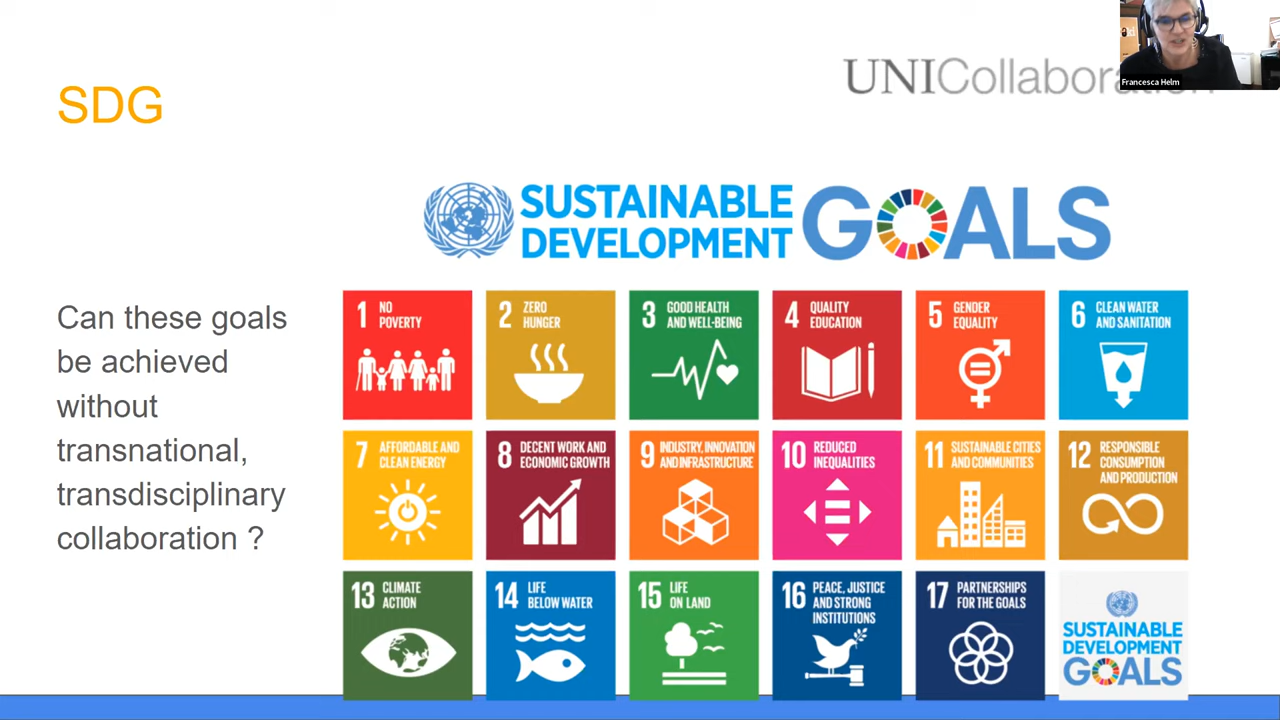 UNICollabora
Francesca Helm
SDG
SUSTAINABLE
DEVELOPMENT
GOALS
Can these goals
be achieved
without
transnational,
transdisciplinary
collaboration ?
1 NO
POVERTY
2 ZERO
HUNGER
3 GOOD HEALTH
AND WELL-BEING
4 QUALITY
EDUCATION
5 GENDER
EQUALITY
6 CLEAN WATER
AND SANITATION
7 AFFORDABLE AND
CLEAN ENERGY
8 DECENT WORK AND
ECONOMIC GROWTH
9 INDUSTRY, INNOVATION
AND INFRASTRUCTURE
10 REDUCED
INEQUALITIES
11 SUSTAINABLE CITIES
AND COMMUNITIES
12 RESPONSIBLE
CONSUMPTION
AND PRODUCTION
13 CLIMATE
ACTION
14 LIFE
BELOW WATER
15 LIFE
ON LAND
16 PEACE, JUSTICE
AND STRONG
INSTITUTIONS
17 PARTNERSHIPS
FOR THE GOALS
SUSTAINABLE
DEVELOPMENT
GOALS